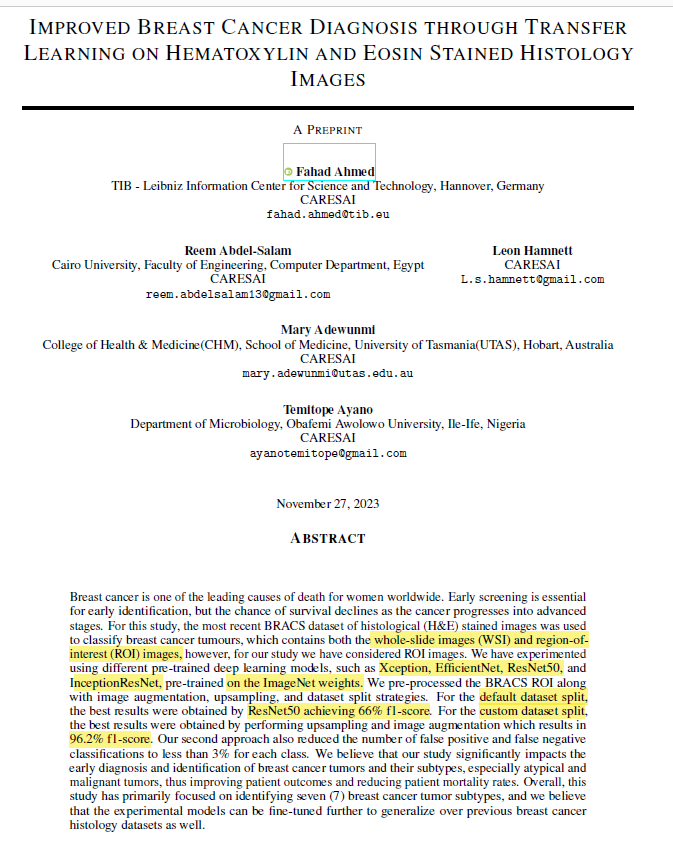 IMPROVED BREAST CANCER DIAGNOSIS THROUGH TRANSFER
LEARNING ON HEMATOXYLIN AND EOSIN STAINED HISTOLOGY
IMAGES
A PREPRINT
Fahad Ahmed
TIB - Leibniz Information Center for Science and Technology, Hannover, Germany
CARESAI
fahad.ahmed@tib.eu
Reem Abdel-Salam
Cairo University, Faculty of Engineering, Computer Department, Egypt
CARESAI
reem.abdelsalam13@gmail.com
Leon Hamnett
CARESAI
L.s.hamnett@gmail.com
Mary Adewunmi
College of Health & Medicine(CHM), School of Medicine, University of Tasmania(UTAS), Hobart, Australia
CARESAI
mary.adewunmi@utas.edu.au
Temitope Ayano
Department of Microbiology, Obafemi Awolowo University, Ile-Ife, Nigeria
CARESAI
ayanotemitope@gmail.com
November 27, 2023
ABSTRACT
Breast cancer is one of the leading causes of death for women worldwide. Early screening is essential
for early identification, but the chance of survival declines as the cancer progresses into advanced
stages. For this study, the most recent BRACS dataset of histological (H&E) stained images was used
to classify breast cancer tumours, which contains both the whole-slide images (WSI) and region-of-
interest (ROI) images, however, for our study we have considered ROI images. We have experimented
using different pre-trained deep learning models, such as Xception, EfficientNet, ResNet50, and
InceptionResNet, pre-trained on the ImageNet weights. We pre-processed the BRACS ROI along
with image augmentation, upsampling, and dataset split strategies. For the default dataset split,
the best results were obtained by ResNet50 achieving 66% f1-score. For the custom dataset split,
the best results were obtained by performing upsampling and image augmentation which results in
96.2% f1-score. Our second approach also reduced the number of false positive and false negative
classifications to less than 3% for each class. We believe that our study significantly impacts the
early diagnosis and identification of breast cancer tumors and their subtypes, especially atypical and
malignant tumors, thus improving patient outcomes and reducing patient mortality rates. Overall, this
study has primarily focused on identifying seven (7) breast cancer tumor subtypes, and we believe
that the experimental models can be fine-tuned further to generalize over previous breast cancer
histology datasets as well.